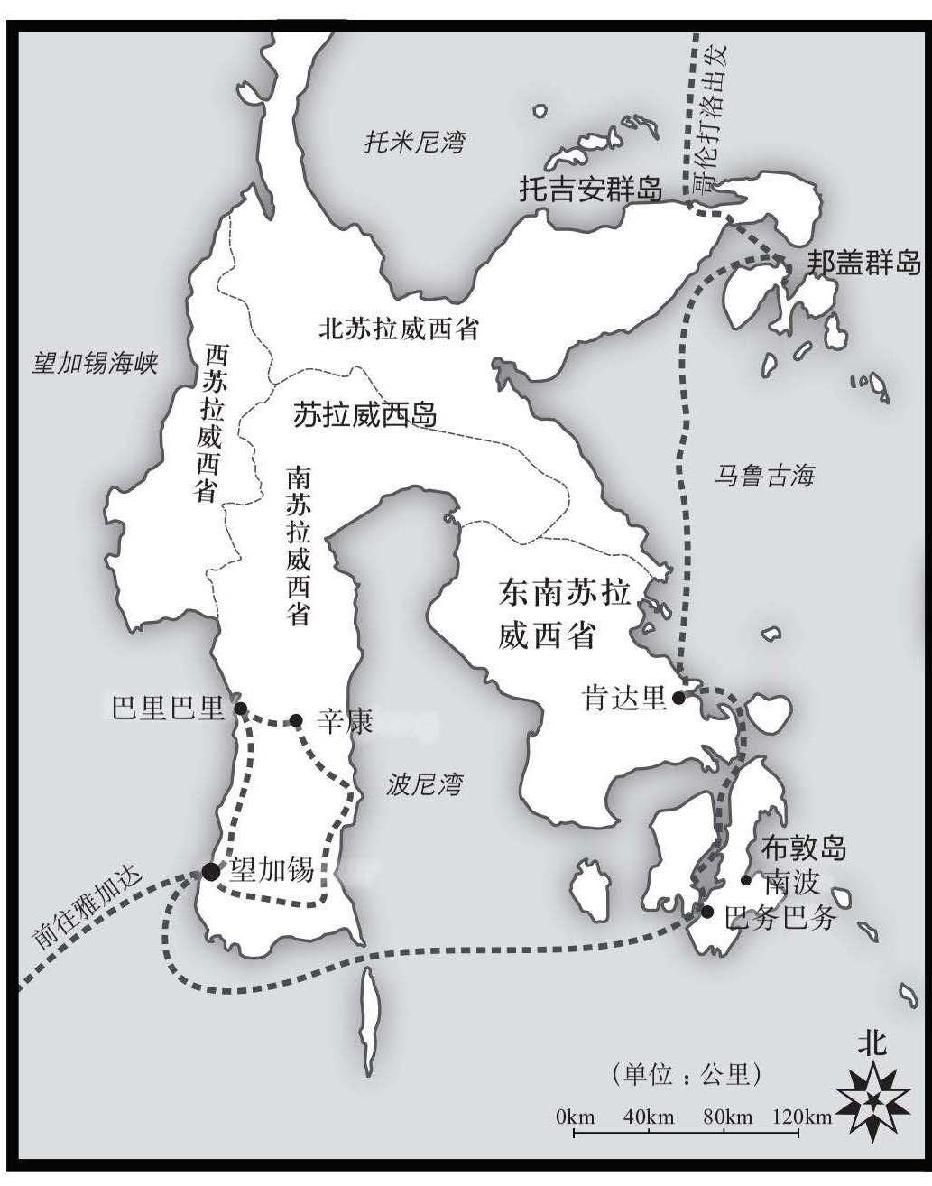 托米尼湾
哥伦打洛出发
托吉安群岛
邦盖群岛
北苏拉威西省
望加锡海峡
西苏拉威西省
苏拉威西岛
南苏拉威西省
马鲁古海
东南苏拉
威西省
肯达里
巴里巴里
辛康
波尼湾
布敦岛
望加锡
南波
前往雅加达
巴务巴务
北
(单位:公里)
0km 40km 80km 120km